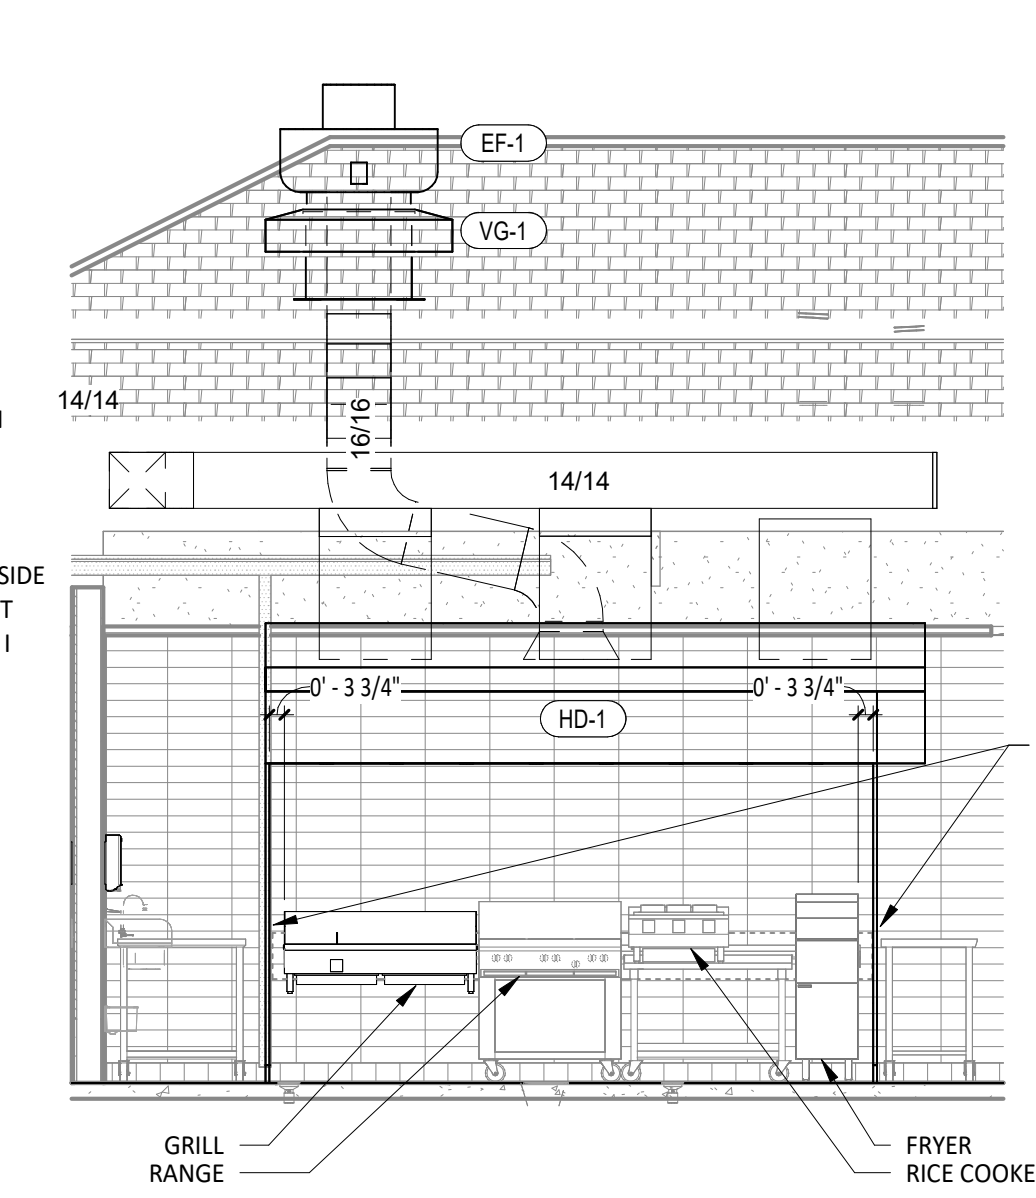 EF-1
VG-1
14/14
16/16
14/14
SIDE
T
I
0' - 3 3/4"
0' - 3 3/4"
HD-1
GRILL
RANGE
FRYER
RICE COOKE